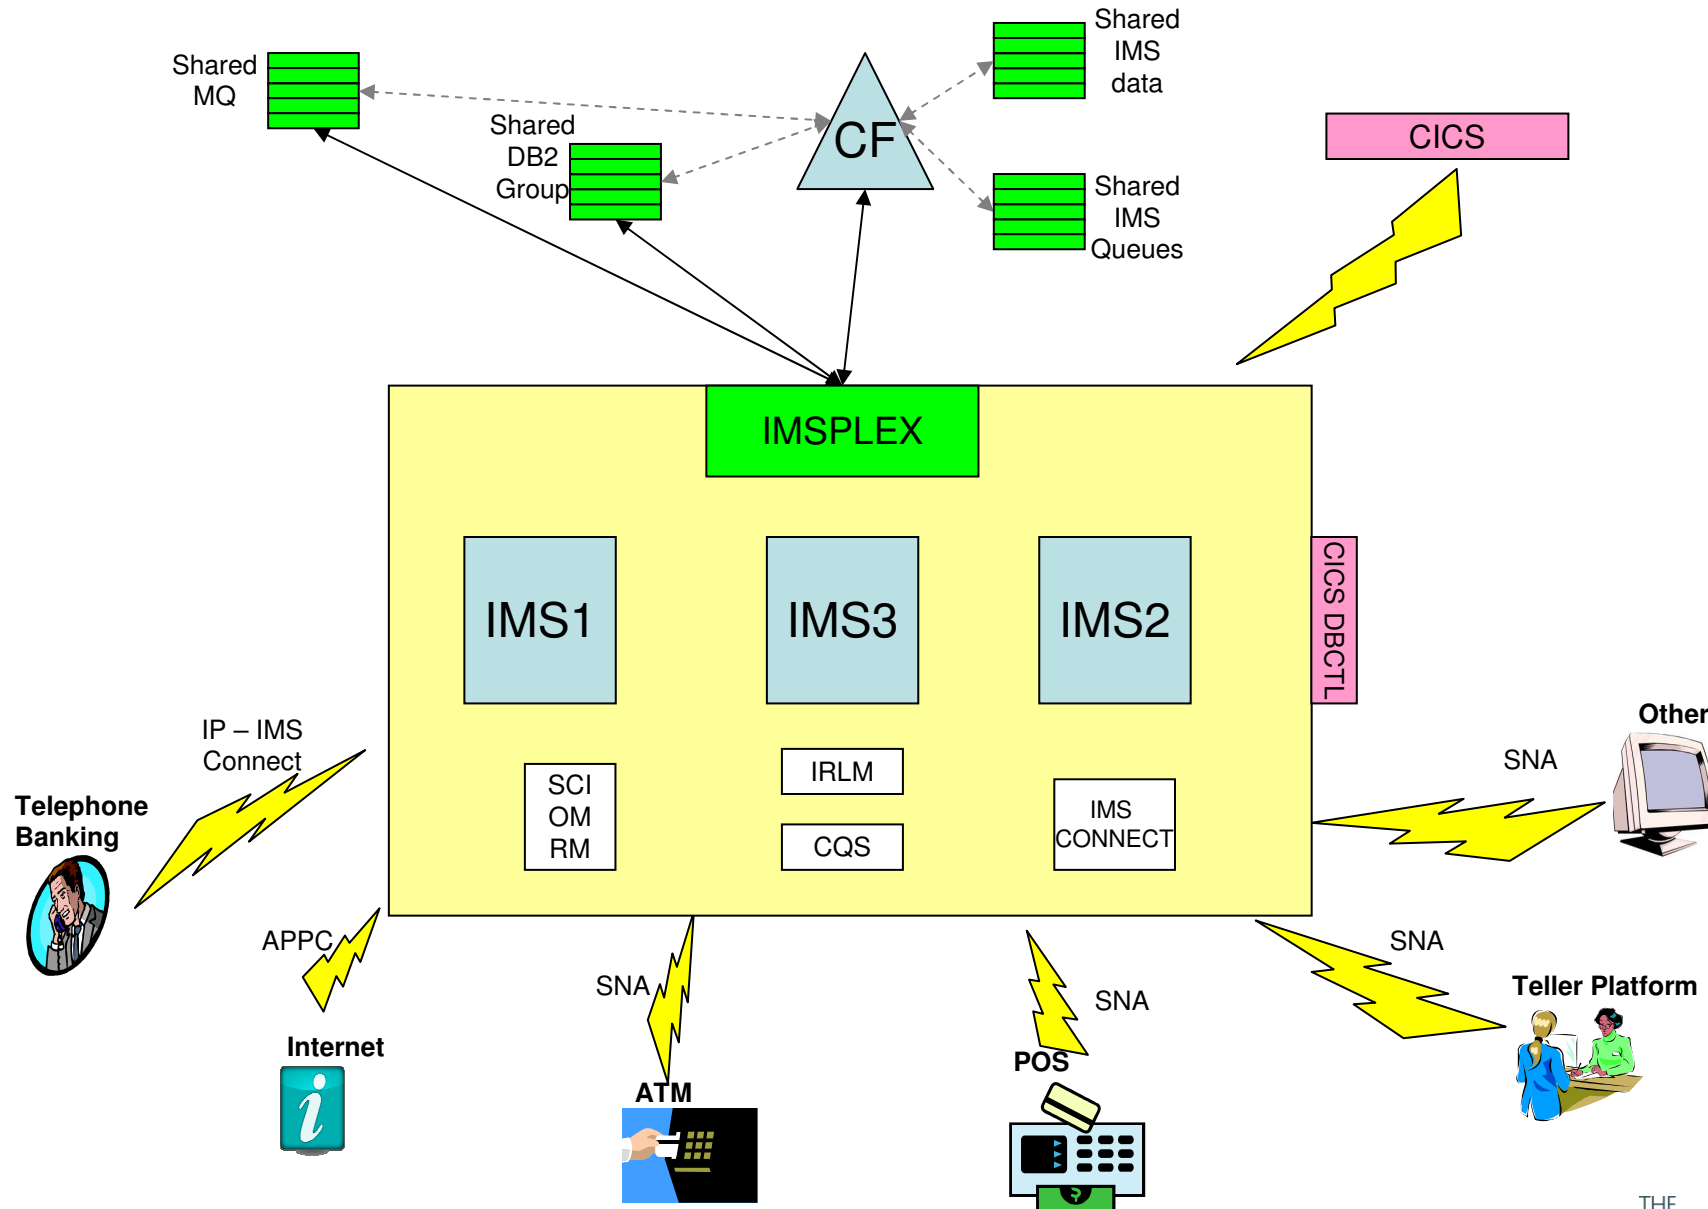 Shared
MQ
Shared
DB2
Group
CF
Shared
IMS
data
Shared
IMS
Queues
CICS
IMSPLEX
IMS1
IMS3
IMS2
CICS DBCTL
SCI
OM
RM
IRLM
CQS
IMS
CONNECT
IP – IMS
Connect
Telephone
Banking
APPC
Internet
SNA
ATM
SNA
POS
SNA
Teller Platform
SNA
Other
THE